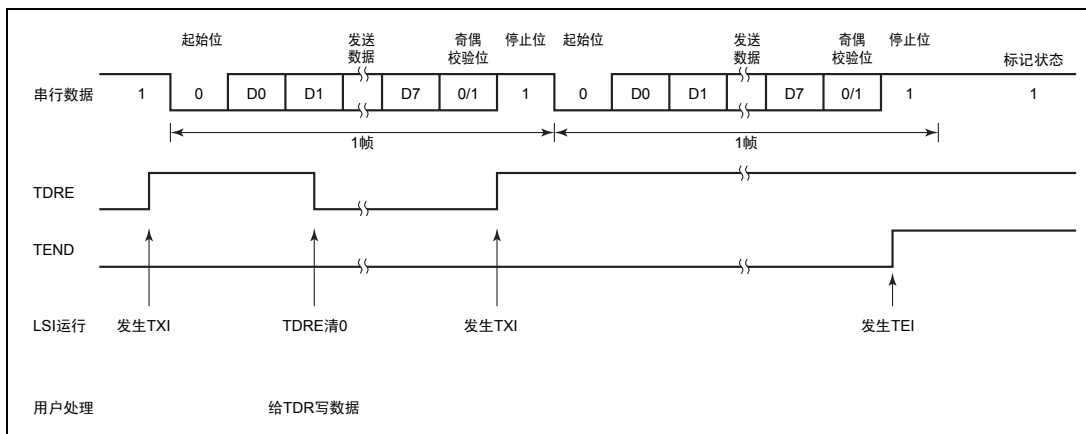 起始位 发送数据 奇偶校验位 停止位 起始位 发送数据 奇偶校验位 停止位 标记状态
串行数据 1 0 D0 D1 D7 0/1 1 0 D0 D1 D7 0/1 1 1
1帧 1帧
TDRE
TEND
LSI运行 发生TXI TDRE清0 发生TXI 发生TEI
用户处理 给TDR写数据